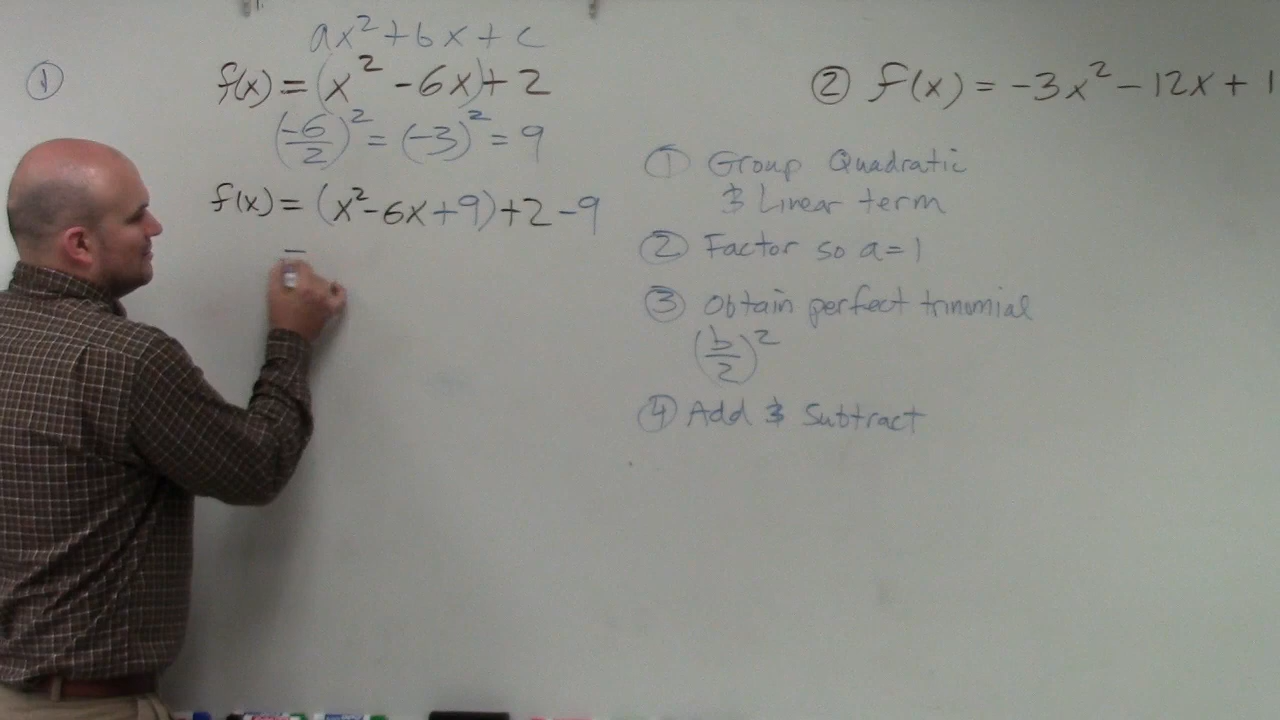 ax² + bx + c
① f(x) = (x² - 6x) + 2
(-6/2)² = (-3)² = 9
f(x) = (x² - 6x + 9) + 2 - 9
=
② f(x) = -3x² - 12x + 1
① Group Quadratic
& Linear term
② Factor so a = 1
③ Obtain perfect trinomial
(b/2)²
④ Add & Subtract